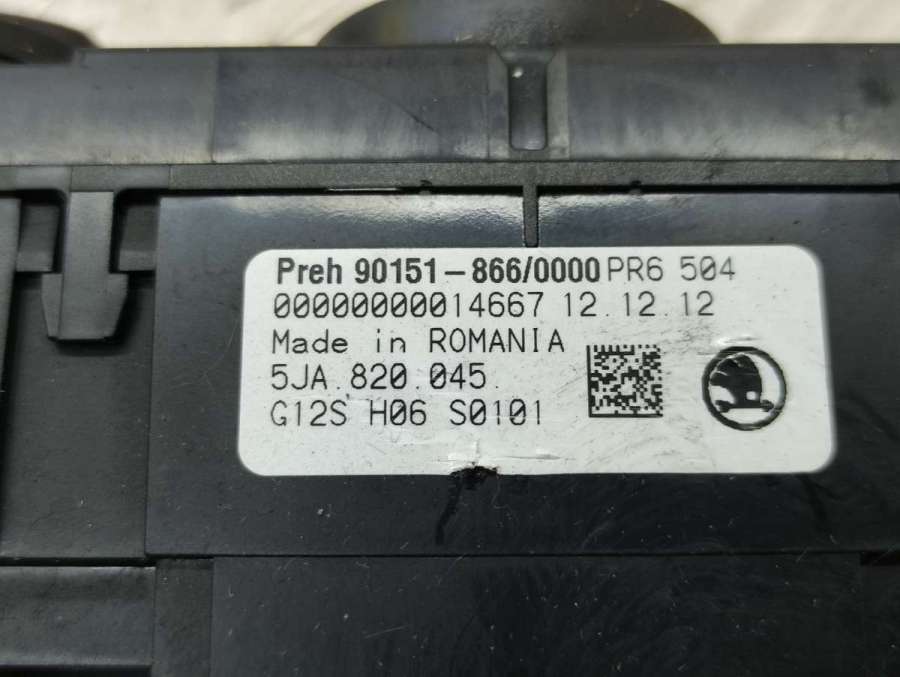 Preh 90151-866/0000 PR6 504
00000000014667 12.12.12
Made in ROMANIA
5JA.820.045.
G12S H06 S0101